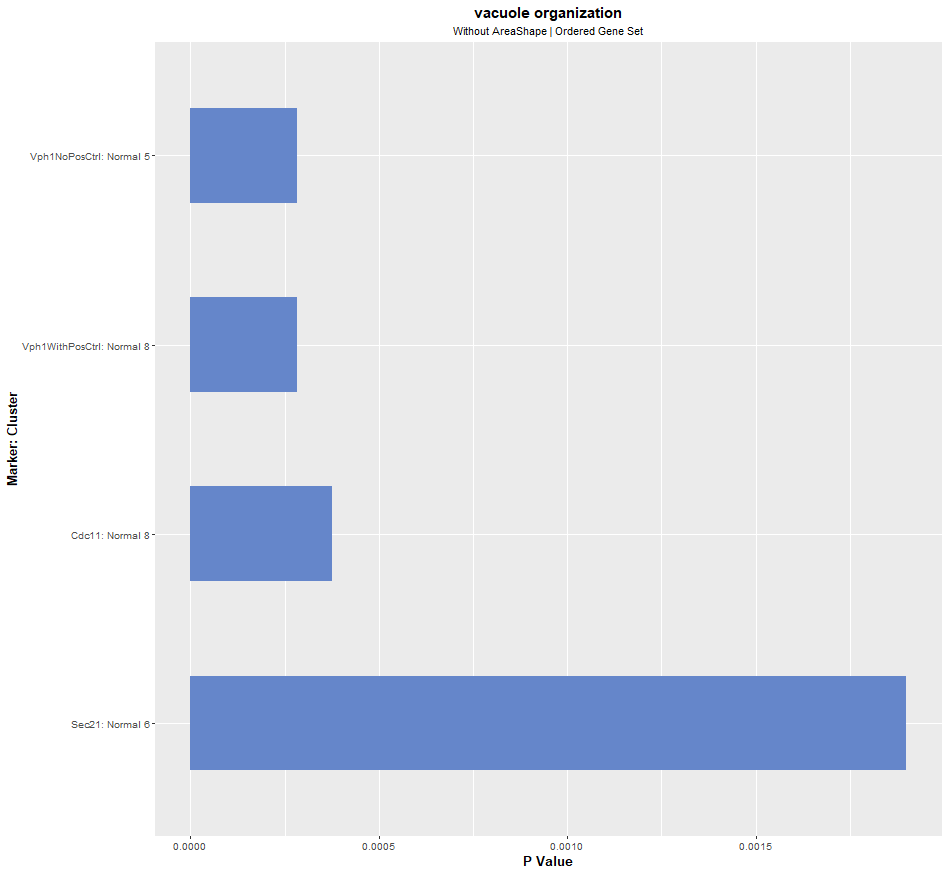 vacuole organization
Without AreaShape | Ordered Gene Set
Marker: Cluster
Vph1NoPosCtrl: Normal 5
Vph1WithPosCtrl: Normal 8
Cdc11: Normal 8
Sec21: Normal 6
0.0000 0.0005 0.0010 0.0015
P Value